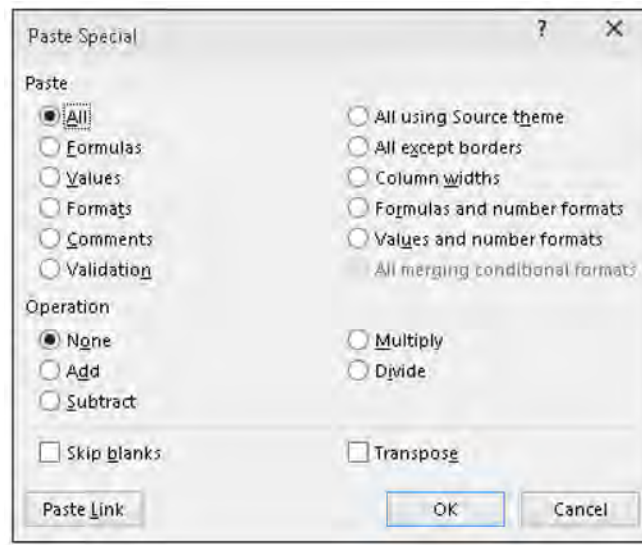 Paste Special
?
Paste
All
All using Source theme
Formulas
All except borders
Values
Column widths
Formats
Formulas and number formats
Comments
Values and number formats
Validation
All merging conditional formats
Operation
None
Multiply
Add
Divide
Subtract
Skip blanks
Transpose
Paste Link
OK
Cancel